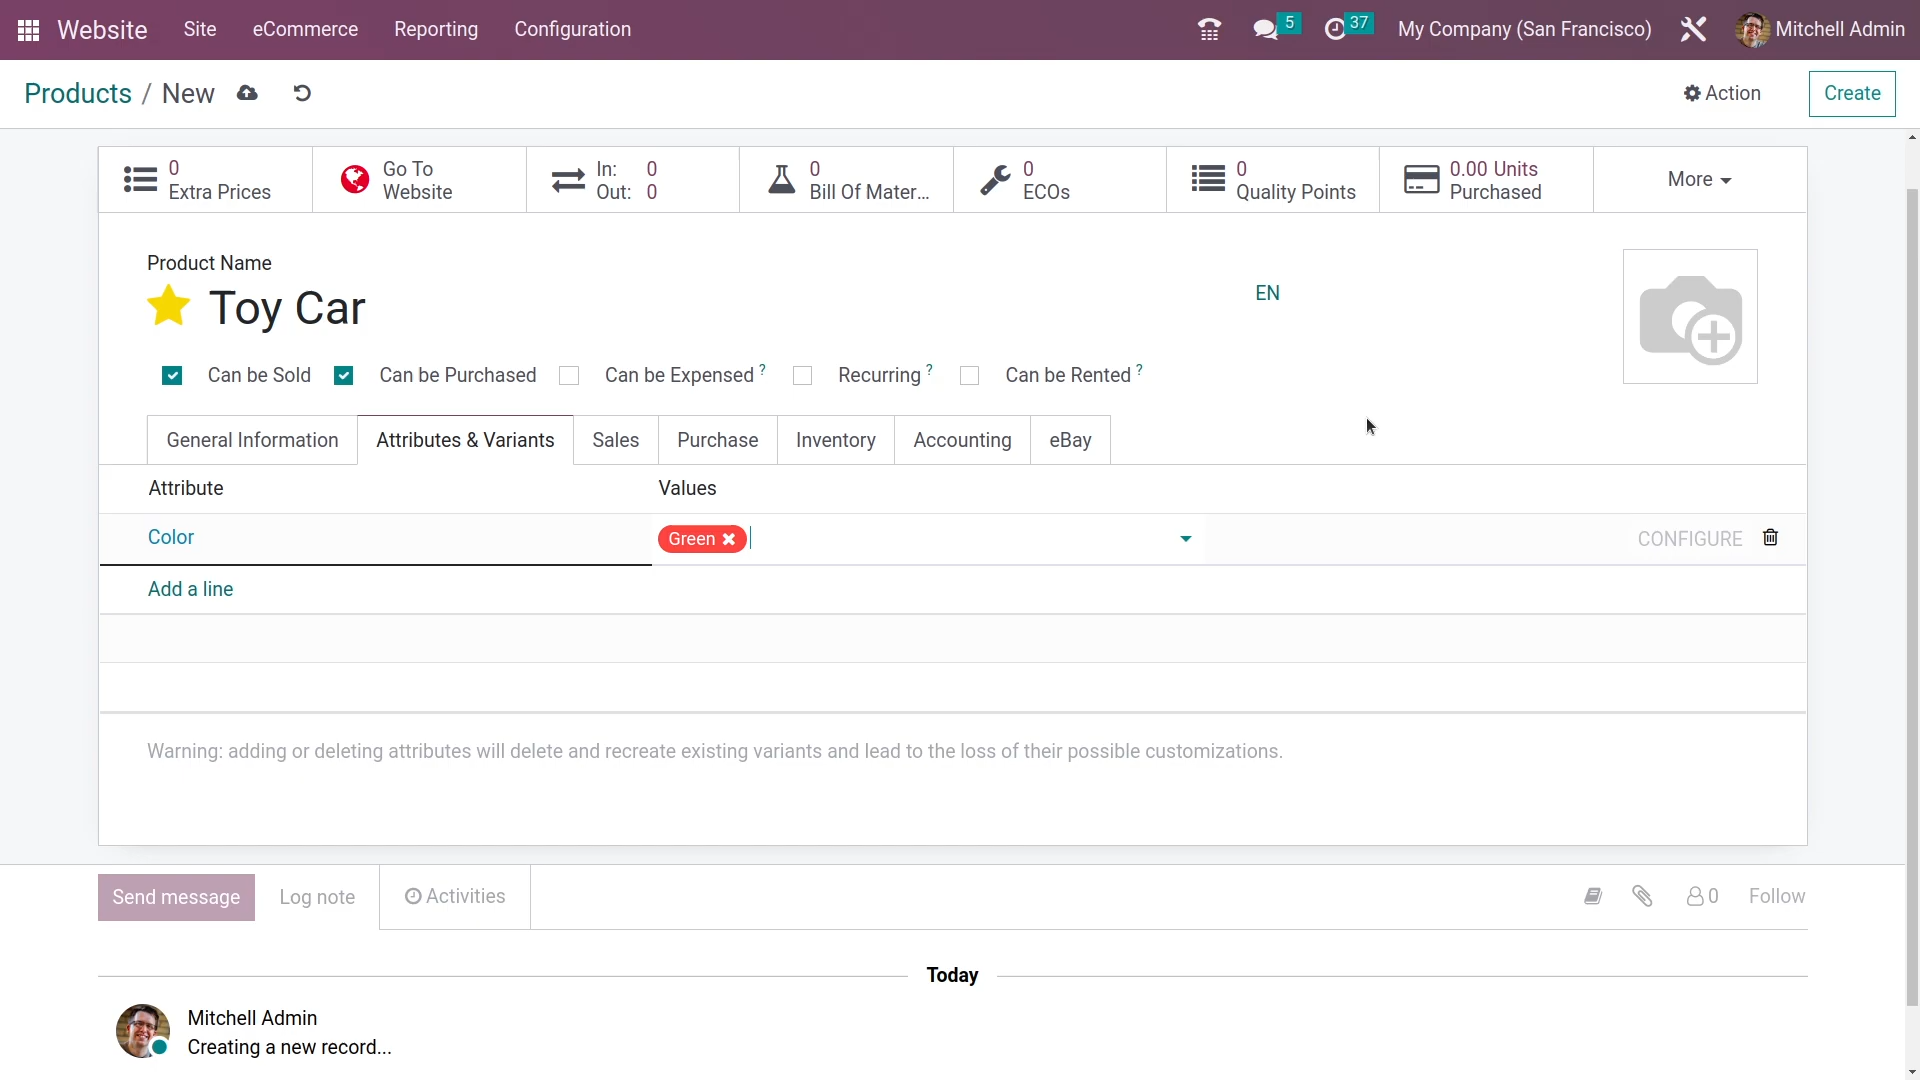 Website Site eCommerce Reporting Configuration 5 37 My Company (San Francisco) Mitchell Admin
Products / New Action Create
0
Extra Prices
Go To
Website
In: 0
Out: 0
0
Bill Of Mater...
0
ECOs
0
Quality Points
0.00 Units
Purchased
More
Product Name
Toy Car
EN
Can be Sold Can be Purchased Can be Expensed ? Recurring ? Can be Rented ?
General Information Attributes & Variants Sales Purchase Inventory Accounting eBay
Attribute Values
Color Green CONFIGURE
Add a line
Warning: adding or deleting attributes will delete and recreate existing variants and lead to the loss of their possible customizations.
Send message Log note Activities 0 Follow
Today
Mitchell Admin
Creating a new record...